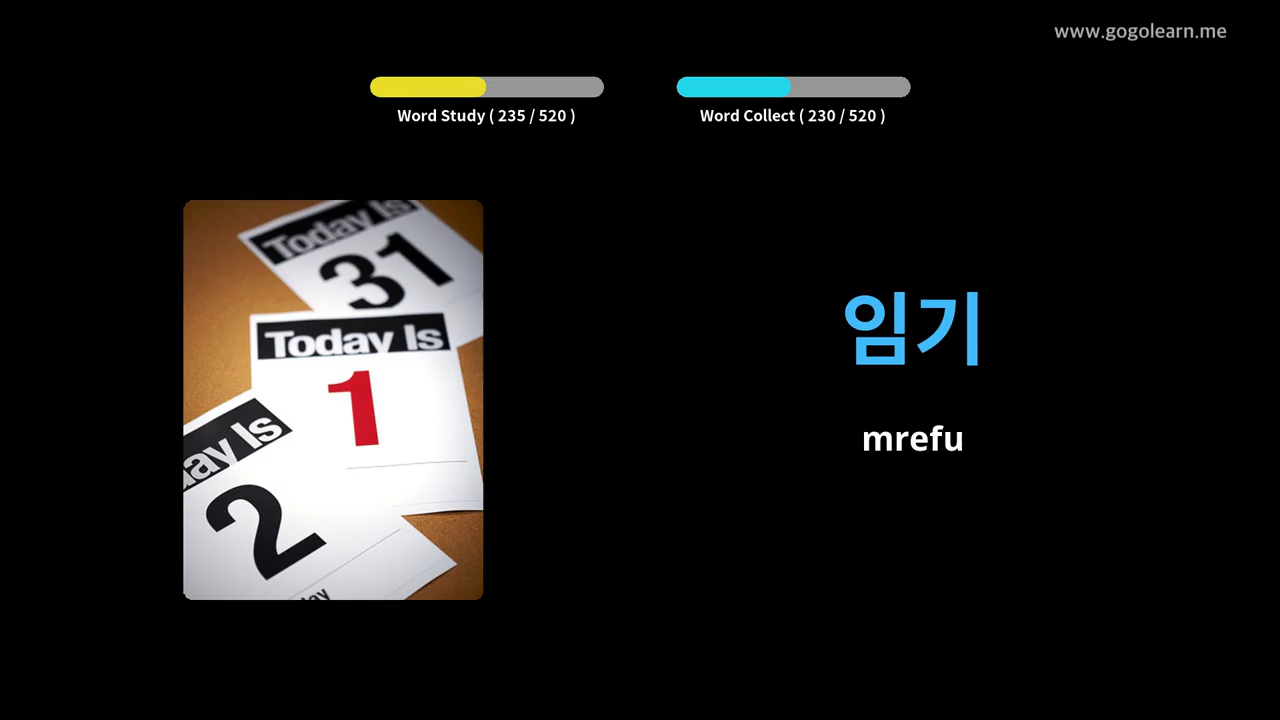 www.gogolearn.me
Word Study ( 235 / 520 )
Word Collect ( 230 / 520 )
Today Is
31
Today Is
1
ay Is
2
임기
mrefu